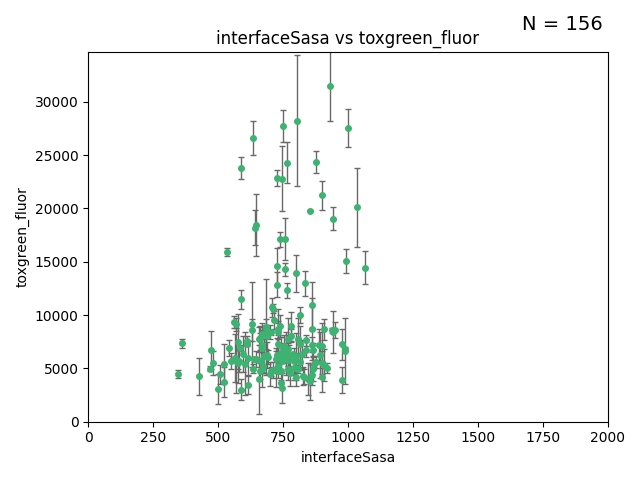 N = 156
interfaceSasa vs toxgreen_fluor
toxgreen_fluor
30000
25000
20000
15000
10000
5000
0
0 250 500 750 1000 1250 1500 1750 2000
interfaceSasa